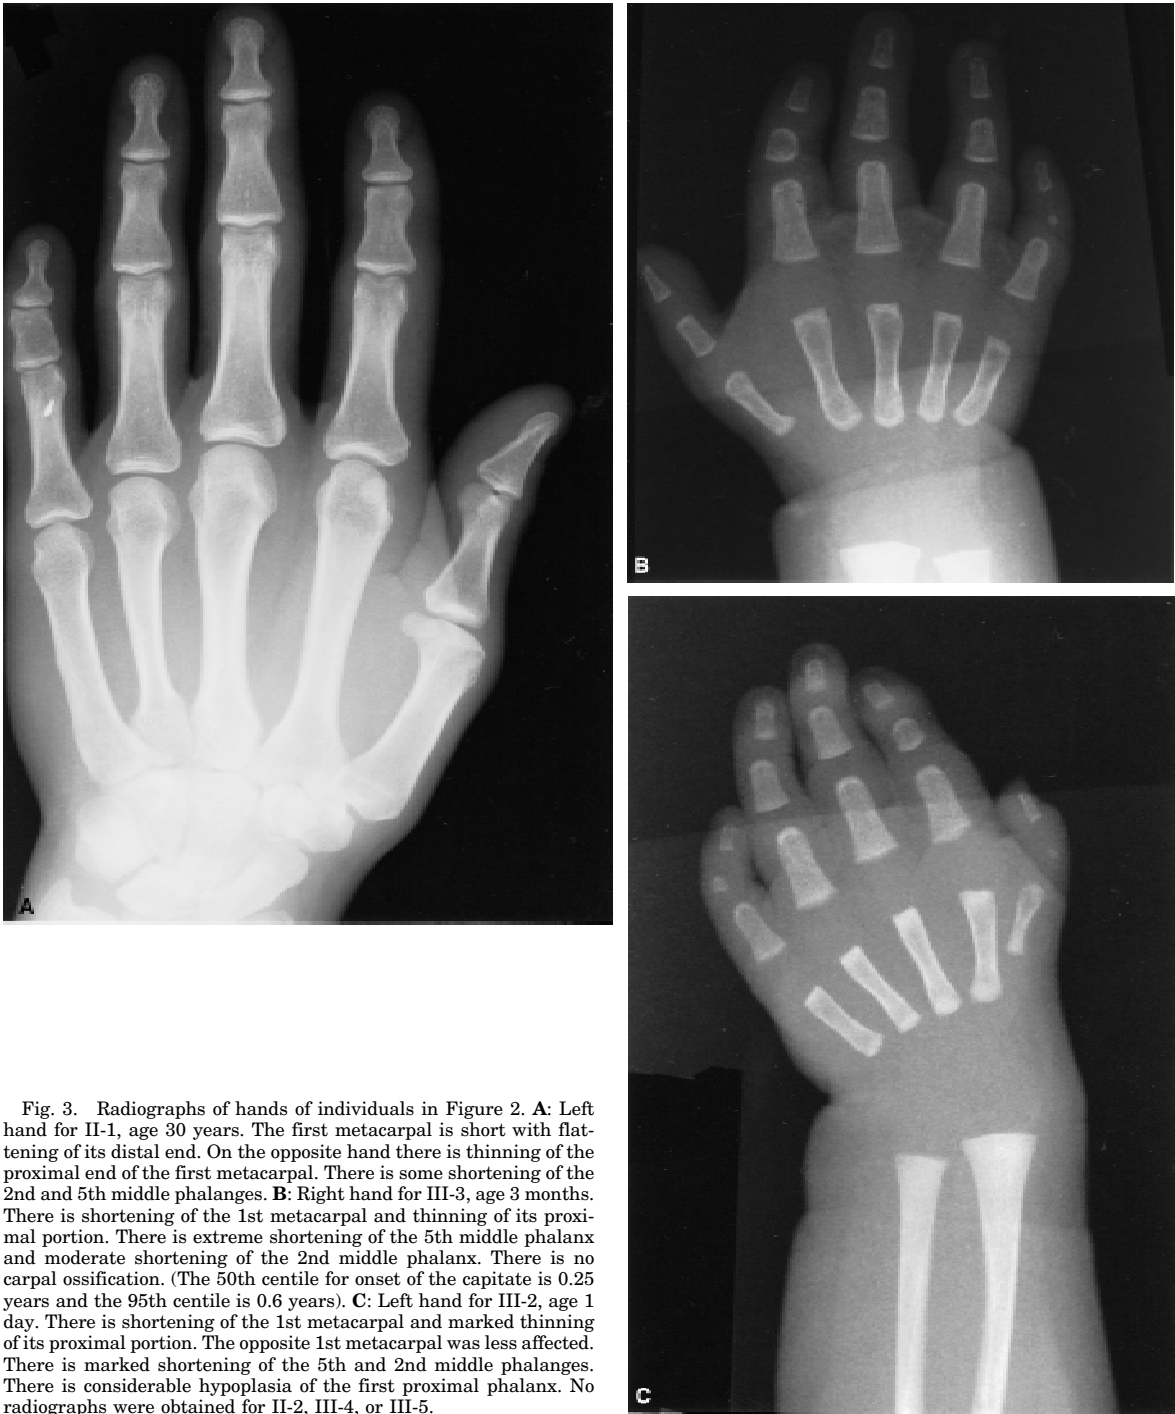 A
B
C
Fig. 3. Radiographs of hands of individuals in Figure 2. A: Left
hand for II-1, age 30 years. The first metacarpal is short with flat-
tening of its distal end. On the opposite hand there is thinning of the
proximal end of the first metacarpal. There is some shortening of the
2nd and 5th middle phalanges. B: Right hand for III-3, age 3 months.
There is shortening of the 1st metacarpal and thinning of its proxi-
mal portion. There is extreme shortening of the 5th middle phalanx
and moderate shortening of the 2nd middle phalanx. There is no
carpal ossification. (The 50th centile for onset of the capitate is 0.25
years and the 95th centile is 0.6 years). C: Left hand for III-2, age 1
day. There is shortening of the 1st metacarpal and marked thinning
of its proximal portion. The opposite 1st metacarpal was less affected.
There is marked shortening of the 5th and 2nd middle phalanges.
There is considerable hypoplasia of the first proximal phalanx. No
radiographs were obtained for II-2, III-4, or III-5.